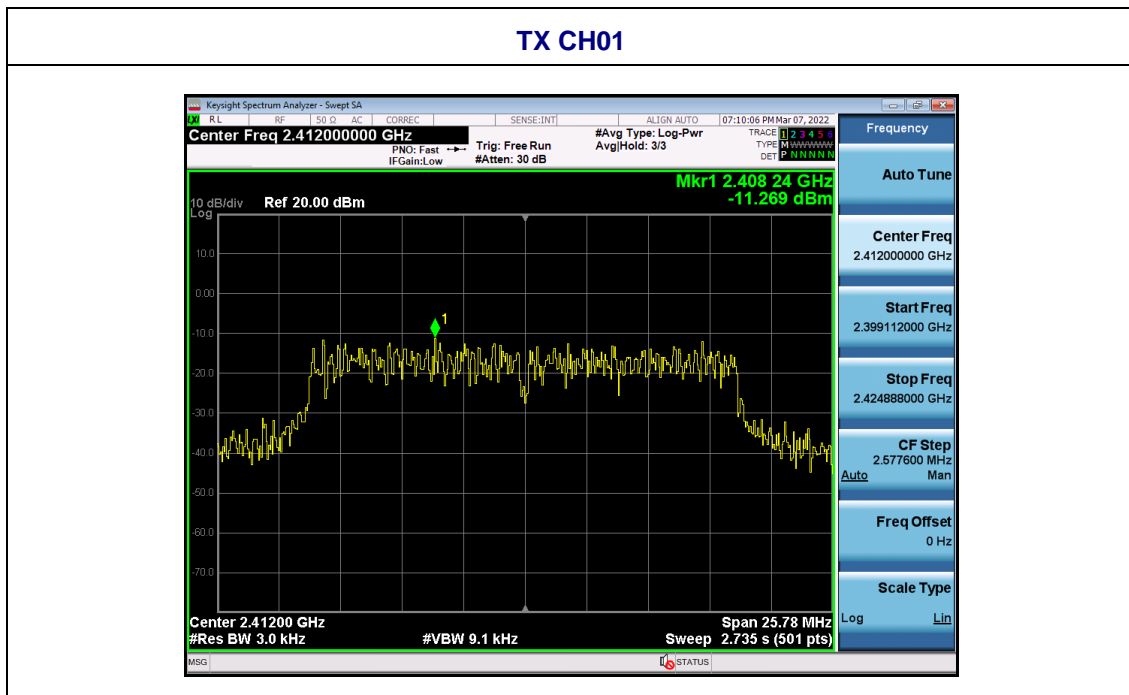 TX CH01
Keysight Spectrum Analyzer - Swept SA
LXI RL RF 50 Ω AC CORREC SENSE:INT ALIGN AUTO 07:10:06 PM Mar 07, 2022
Center Freq 2.412000000 GHz
PNO: Fast
IFGain:Low
Trig: Free Run
#Atten: 30 dB
#Avg Type: Log-Pwr
Avg|Hold: 3/3
TRACE 1 2 3 4 5 6
TYPE M WWWWW
DET P N N N N N
Mkr1 2.408 24 GHz
-11.269 dBm
10 dB/div Ref 20.00 dBm
Log
10.0
0.00
-10.0
-20.0
-30.0
-40.0
-50.0
-60.0
-70.0
1
Center 2.41200 GHz Span 25.78 MHz
#Res BW 3.0 kHz #VBW 9.1 kHz Sweep 2.735 s (501 pts)
MSG STATUS
Frequency
Auto Tune
Center Freq
2.412000000 GHz
Start Freq
2.399112000 GHz
Stop Freq
2.424888000 GHz
CF Step
2.577600 MHz
Auto Man
Freq Offset
0 Hz
Scale Type
Log Lin